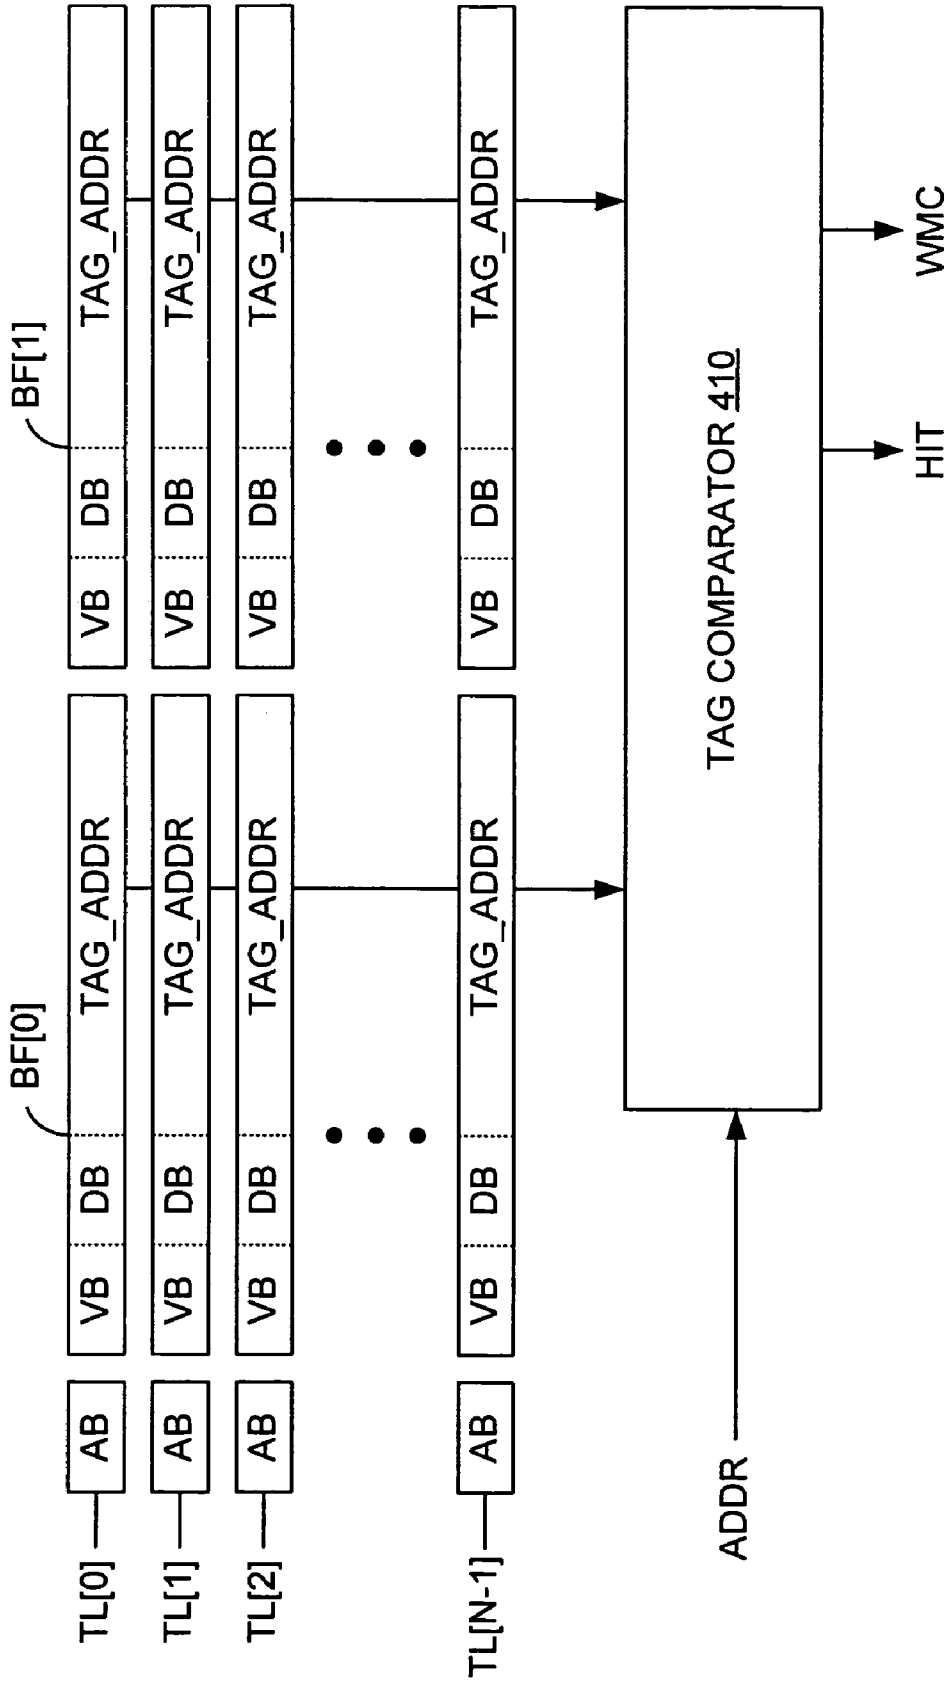 BF[0] BF[1]
TL[0] AB VB DB TAG_ADDR VB DB TAG_ADDR
TL[1] AB VB DB TAG_ADDR VB DB TAG_ADDR
TL[2] AB VB DB TAG_ADDR VB DB TAG_ADDR
TL[N-1] AB VB DB TAG_ADDR VB DB TAG_ADDR
ADDR TAG COMPARATOR 410
HIT WMC